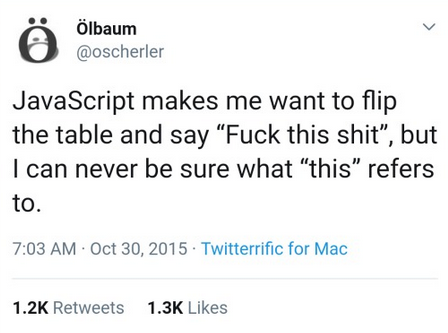 Ölbaum
@oscherler
JavaScript makes me want to flip
the table and say “Fuck this shit”, but
I can never be sure what “this” refers
to.
7:03 AM · Oct 30, 2015 · Twitterrific for Mac
1.2K Retweets 1.3K Likes